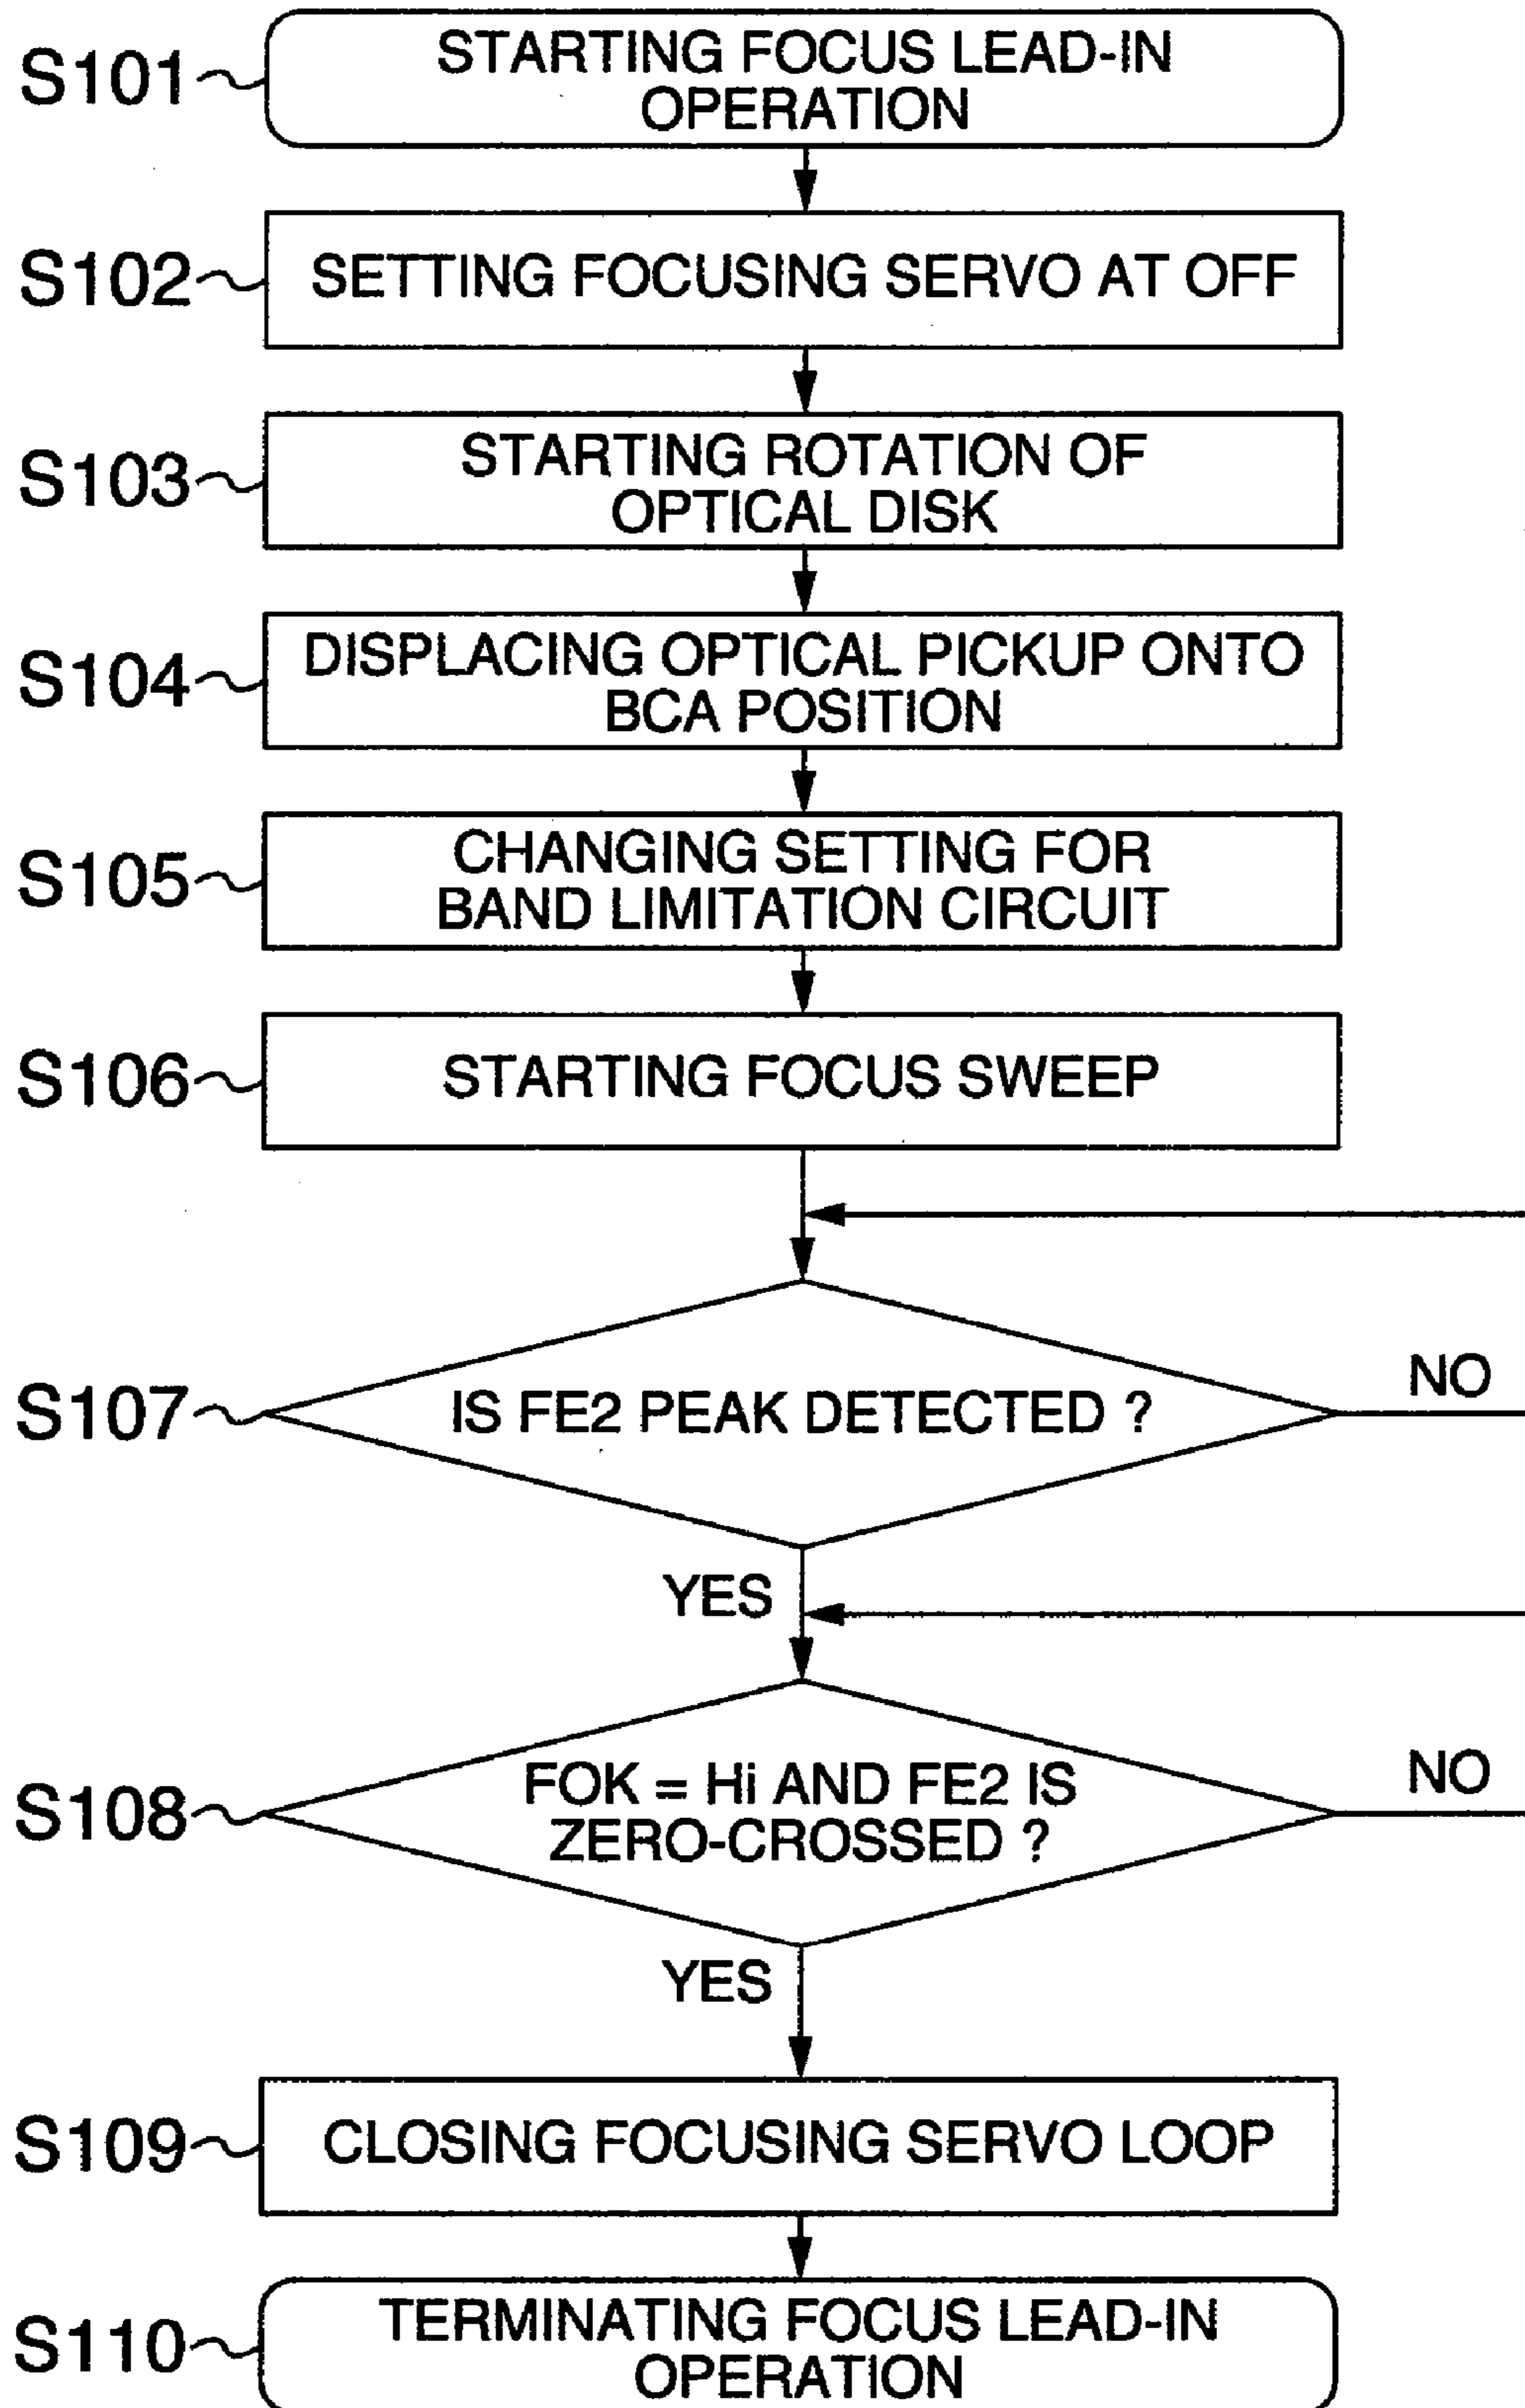 S101
STARTING FOCUS LEAD-IN
OPERATION
S102
SETTING FOCUSING SERVO AT OFF
S103
STARTING ROTATION OF
OPTICAL DISK
S104
DISPLACING OPTICAL PICKUP ONTO
BCA POSITION
S105
CHANGING SETTING FOR
BAND LIMITATION CIRCUIT
S106
STARTING FOCUS SWEEP
S107
IS FE2 PEAK DETECTED ?
NO
YES
S108
FOK = Hi AND FE2 IS
ZERO-CROSSED ?
NO
YES
S109
CLOSING FOCUSING SERVO LOOP
S110
TERMINATING FOCUS LEAD-IN
OPERATION